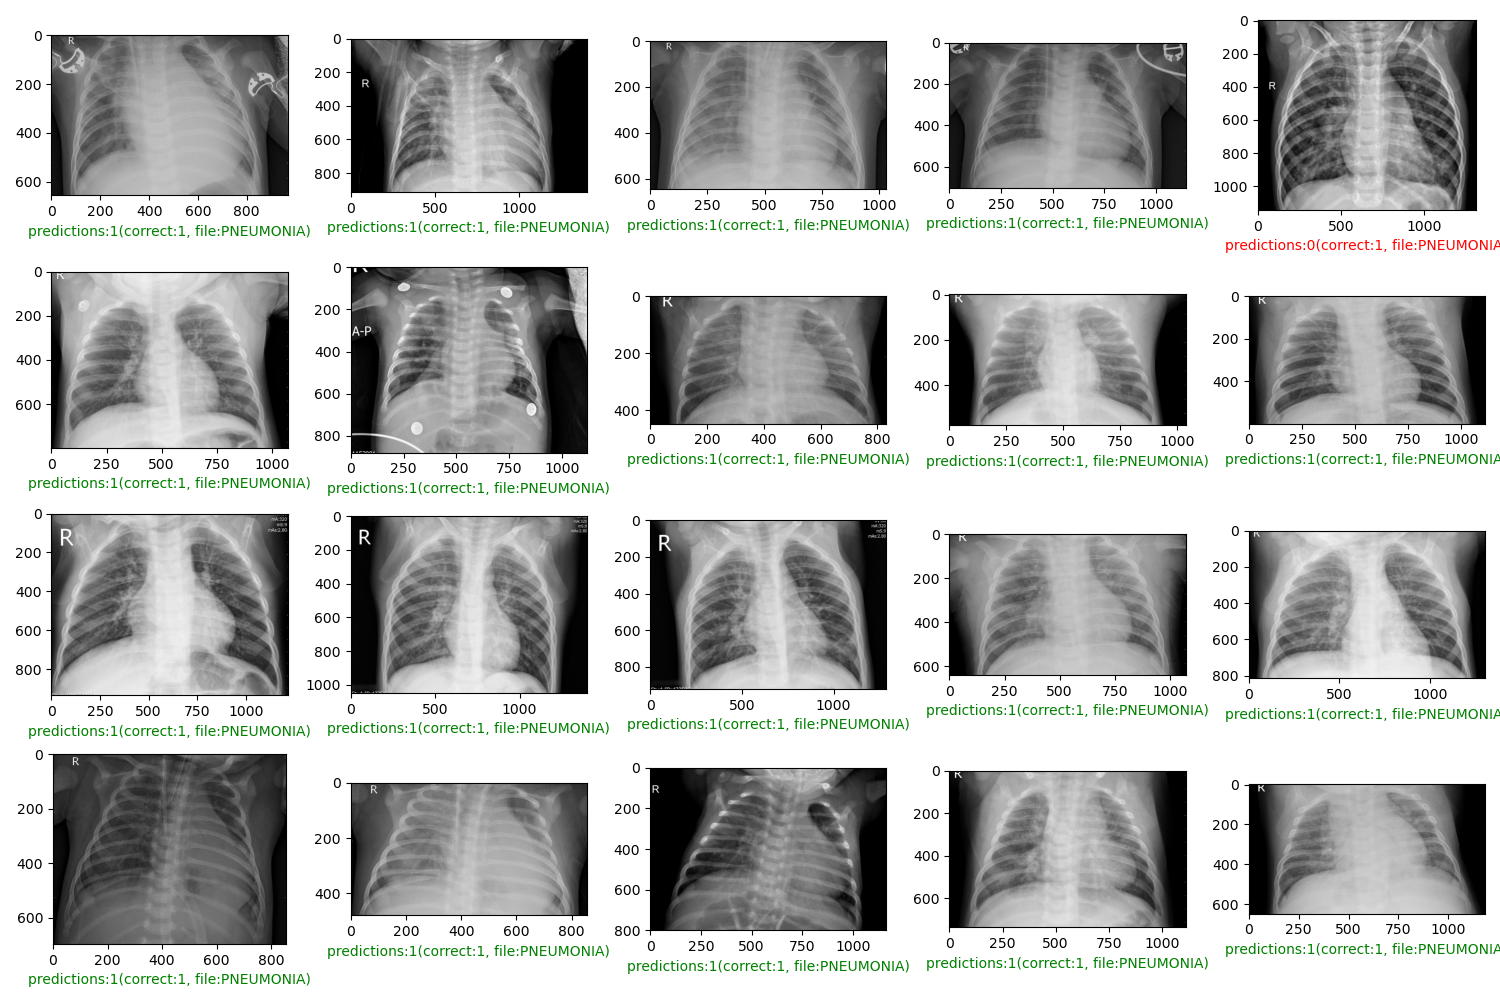 0 R
200
400
600
0 200 400 600 800
predictions:1(correct:1, file:PNEUMONIA)
0
200 R
400
600
800
0 500 1000
predictions:1(correct:1, file:PNEUMONIA)
0 R
200
400
600
0 250 500 750 1000
predictions:1(correct:1, file:PNEUMONIA)
0 R
200
400
600
0 250 500 750 1000
predictions:1(correct:1, file:PNEUMONIA)
0
200
400 R
600
800
1000
0 500 1000
predictions:0(correct:1, file:PNEUMONIA
0 R
200
400
600
0 250 500 750 1000
predictions:1(correct:1, file:PNEUMONIA)
0 R
200
A-P
400
600
800
0 250 500 750 1000
predictions:1(correct:1, file:PNEUMONIA)
0 R
200
400
0 200 400 600 800
predictions:1(correct:1, file:PNEUMONIA)
0 R
200
400
0 250 500 750 1000
predictions:1(correct:1, file:PNEUMONIA)
0 R
200
400
0 250 500 750 1000
predictions:1(correct:1, file:PNEUMONIA
0
R
200
400
600
800
0 250 500 750 1000
predictions:1(correct:1, file:PNEUMONIA)
0
R
200
400
600
800
1000
0 500 1000
predictions:1(correct:1, file:PNEUMONIA)
0
R
200
400
600
800
0 500 1000
predictions:1(correct:1, file:PNEUMONIA)
0 R
200
400
600
0 250 500 750 1000
predictions:1(correct:1, file:PNEUMONIA)
0 R
200
400
600
800
0 500 1000
predictions:1(correct:1, file:PNEUMONIA
0 R
200
400
600
0 200 400 600 800
predictions:1(correct:1, file:PNEUMONIA)
0 R
200
400
0 200 400 600 800
predictions:1(correct:1, file:PNEUMONIA)
0
R
200
400
600
800
0 250 500 750 1000
predictions:1(correct:1, file:PNEUMONIA)
0 R
200
400
600
0 250 500 750 1000
predictions:1(correct:1, file:PNEUMONIA)
0 R
200
400
600
0 250 500 750 1000
predictions:1(correct:1, file:PNEUMONIA